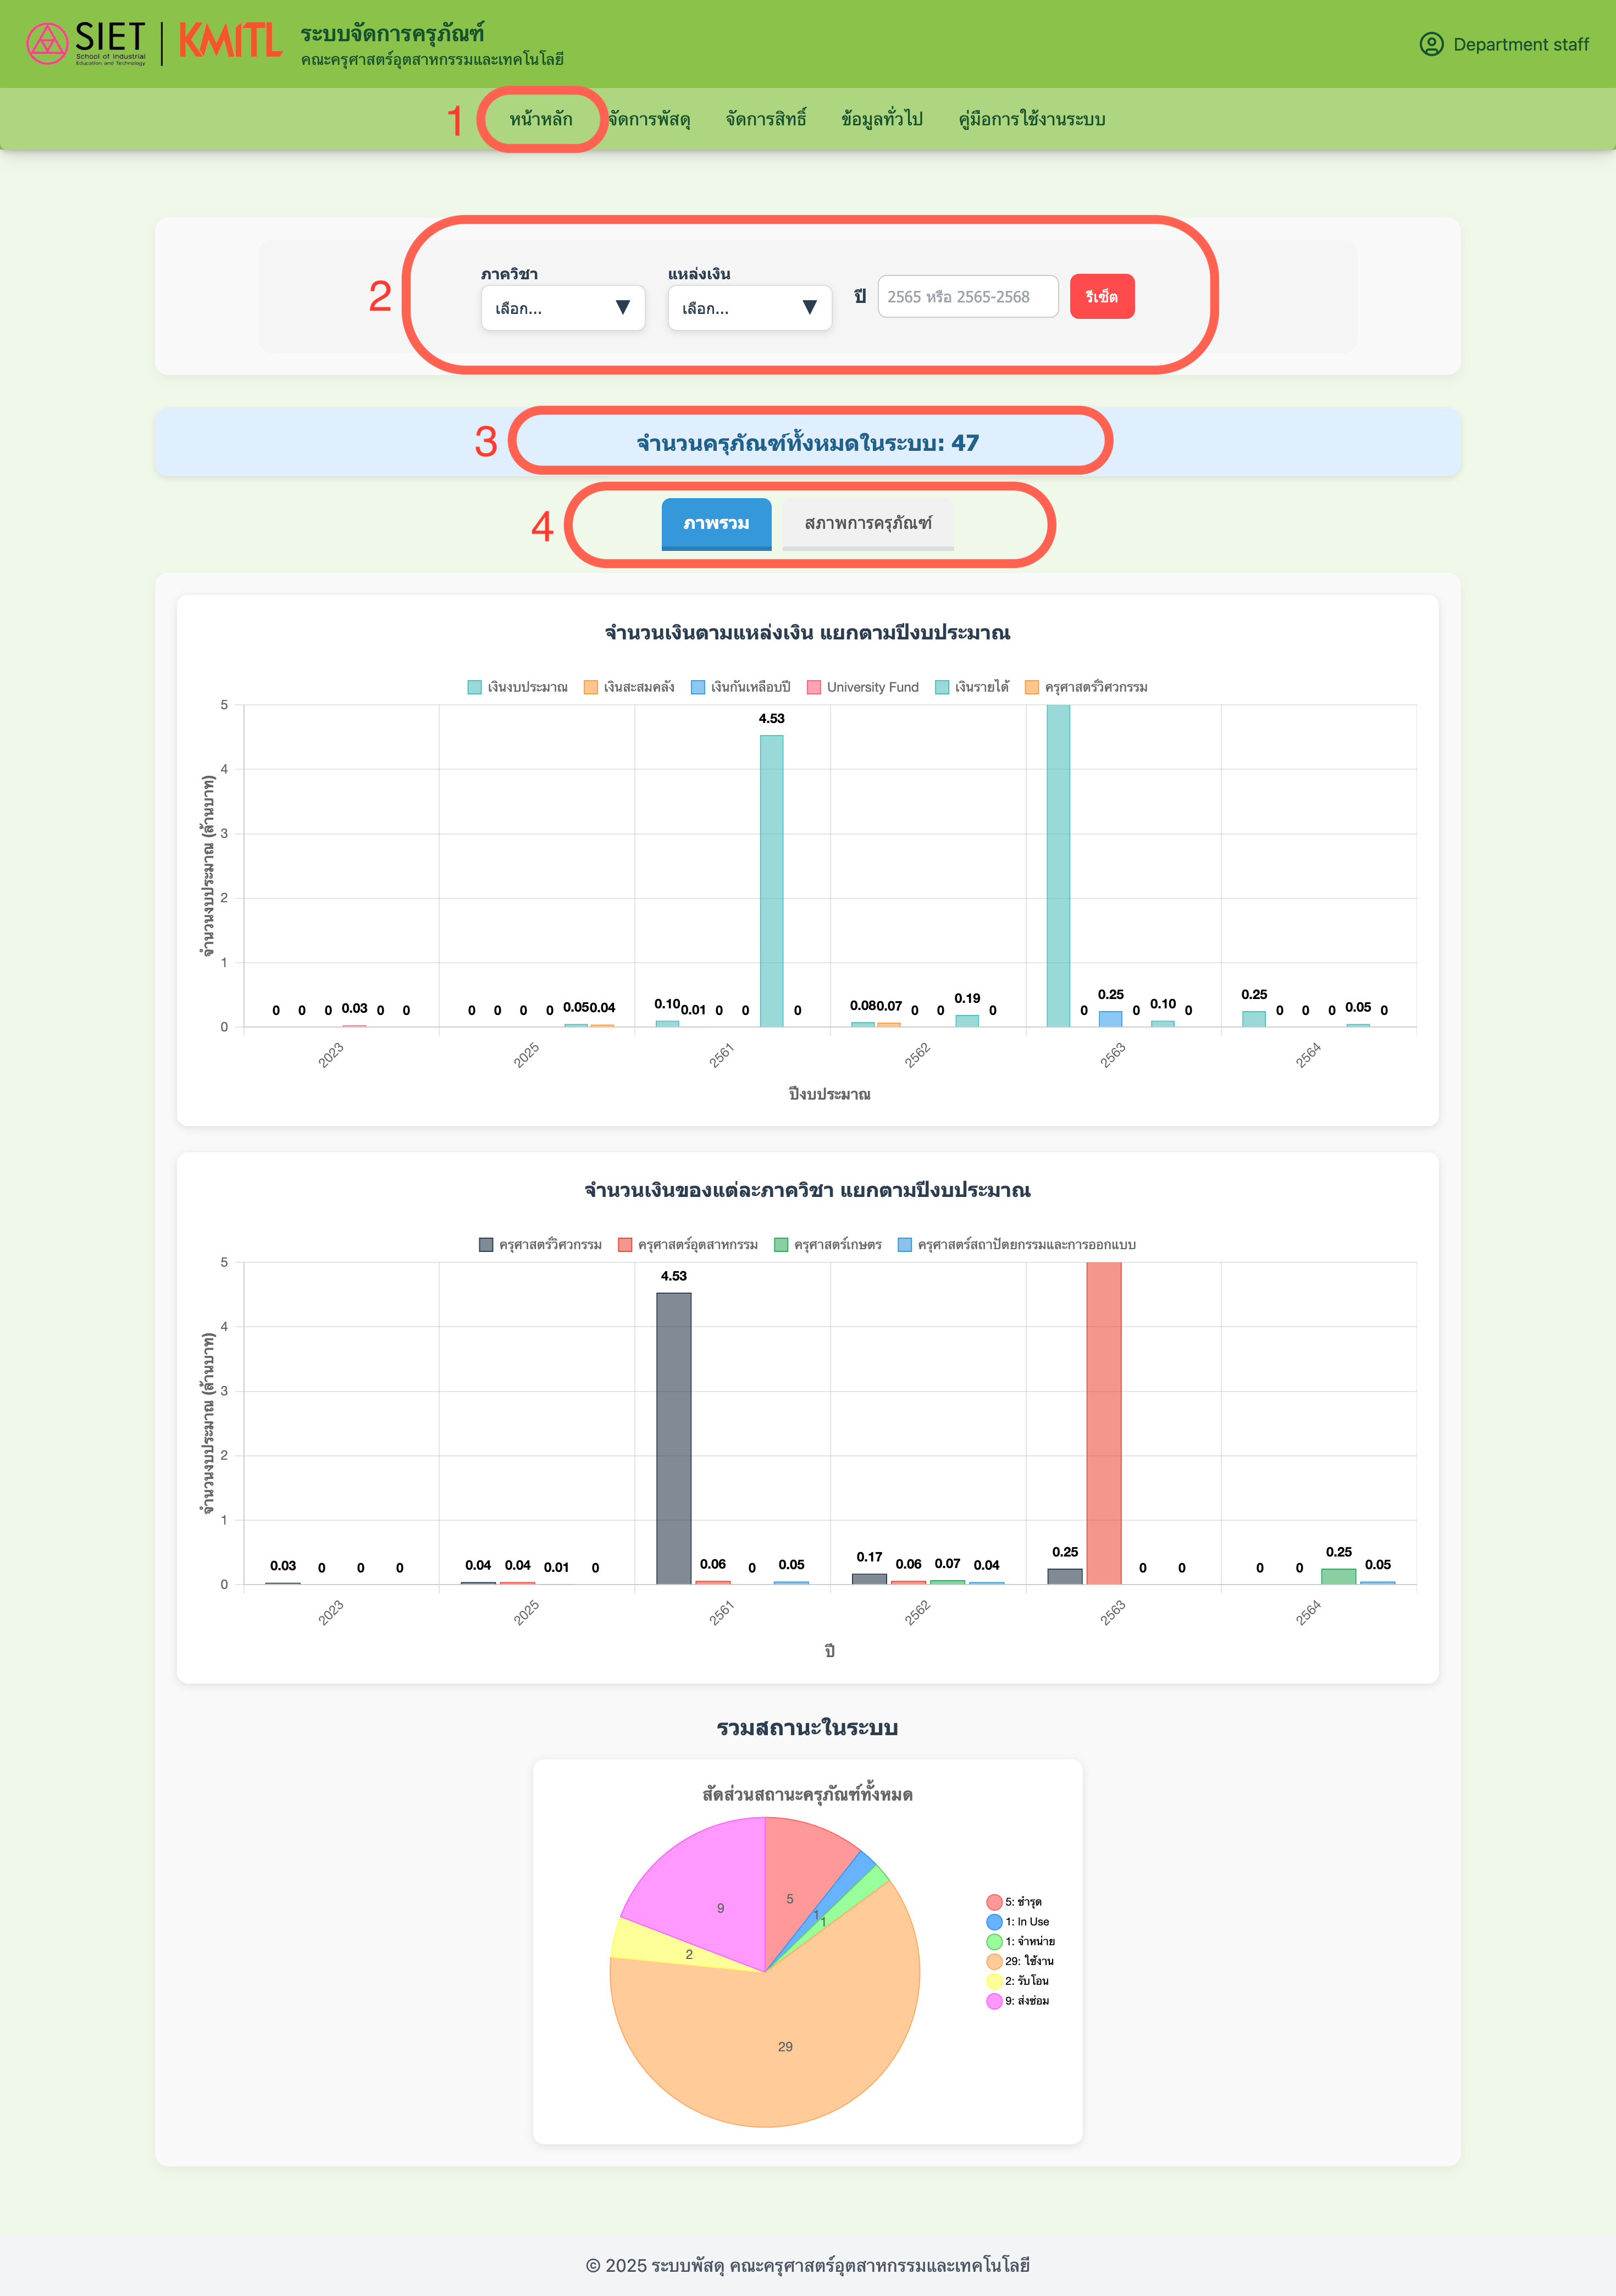 SIET
School of Industrial
Education and Technology
KMITL
ระบบจัดการครุภัณฑ์
คณะครุศาสตร์อุตสาหกรรมและเทคโนโลยี
Department staff
1
หน้าหลัก จัดการพัสดุ จัดการสิทธิ์ ข้อมูลทั่วไป คู่มือการใช้งานระบบ
2
ภาควิชา แหล่งเงิน
เลือก... ▼ เลือก... ▼ ปี 2565 หรือ 2565-2568 รีเซ็ต
3
จำนวนครุภัณฑ์ทั้งหมดในระบบ: 47
4
ภาพรวม สภาพการครุภัณฑ์
จำนวนเงินตามแหล่งเงิน แยกตามปีงบประมาณ
เงินงบประมาณ เงินสะสมคลัง เงินกันเหลือบปี University Fund เงินรายได้ ครุศาสตร์วิศวกรรม
จำนวนงบประมาณ (ล้านบาท)
5
4
3
2
1
0
0 0 0 0.03 0 0
0 0 0 0 0.05 0.04
0.10 0.01 0 0 4.53 0
0.08 0.07 0 0 0.19 0
0 0.25 0 0.10 0
0.25 0 0 0 0.05 0
2023 2025 2561 2562 2563 2564
ปีงบประมาณ
จำนวนเงินของแต่ละภาควิชา แยกตามปีงบประมาณ
ครุศาสตร์วิศวกรรม ครุศาสตร์อุตสาหกรรม ครุศาสตร์เกษตร ครุศาสตร์สถาปัตยกรรมและการออกแบบ
จำนวนงบประมาณ (ล้านบาท)
5
4
3
2
1
0
0.03 0 0 0
0.04 0.04 0.01 0
4.53 0.06 0 0.05
0.17 0.06 0.07 0.04
0.25 0 0
0 0 0.25 0.05
2023 2025 2561 2562 2563 2564
ปี
รวมสถานะในระบบ
สัดส่วนสถานะครุภัณฑ์ทั้งหมด
5
1
1
29
2
9
5: ชำรุด
1: In Use
1: จำหน่าย
29: ใช้งาน
2: รับโอน
9: ส่งซ่อม
© 2025 ระบบพัสดุ คณะครุศาสตร์อุตสาหกรรมและเทคโนโลยี